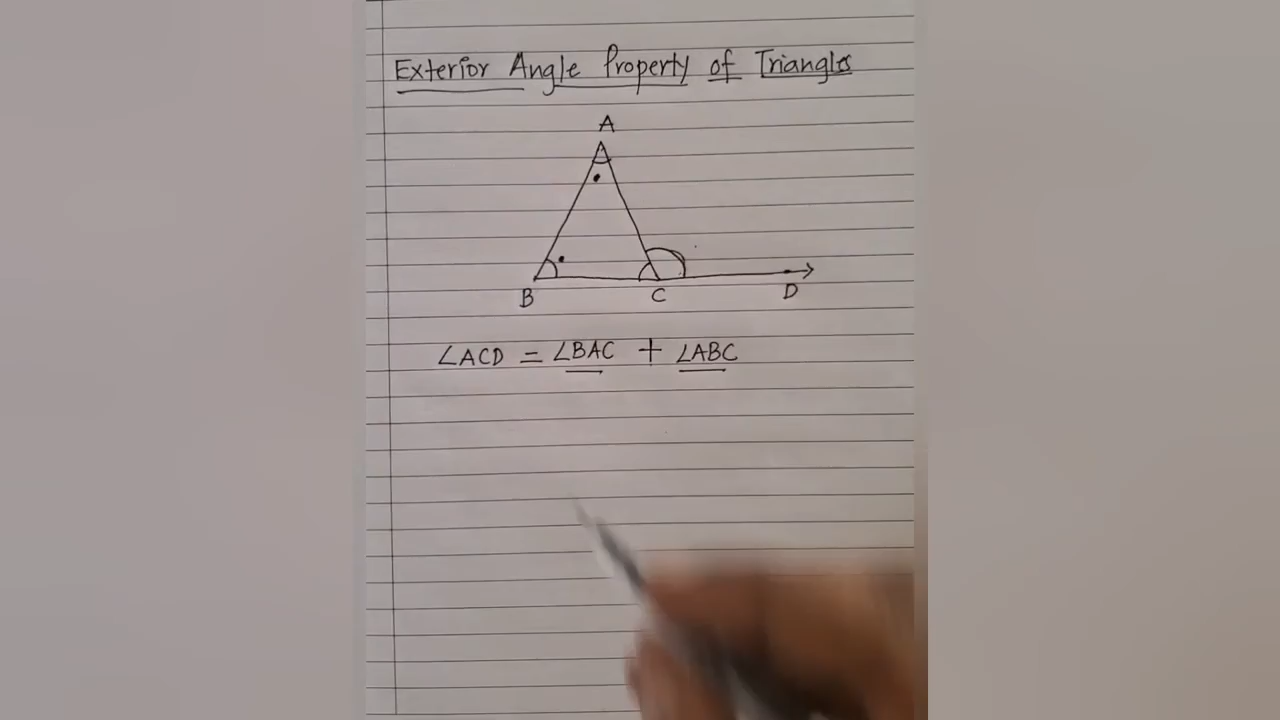 Exterior Angle Property of Triangles
A
B C D
∠ACD = ∠BAC + ∠ABC